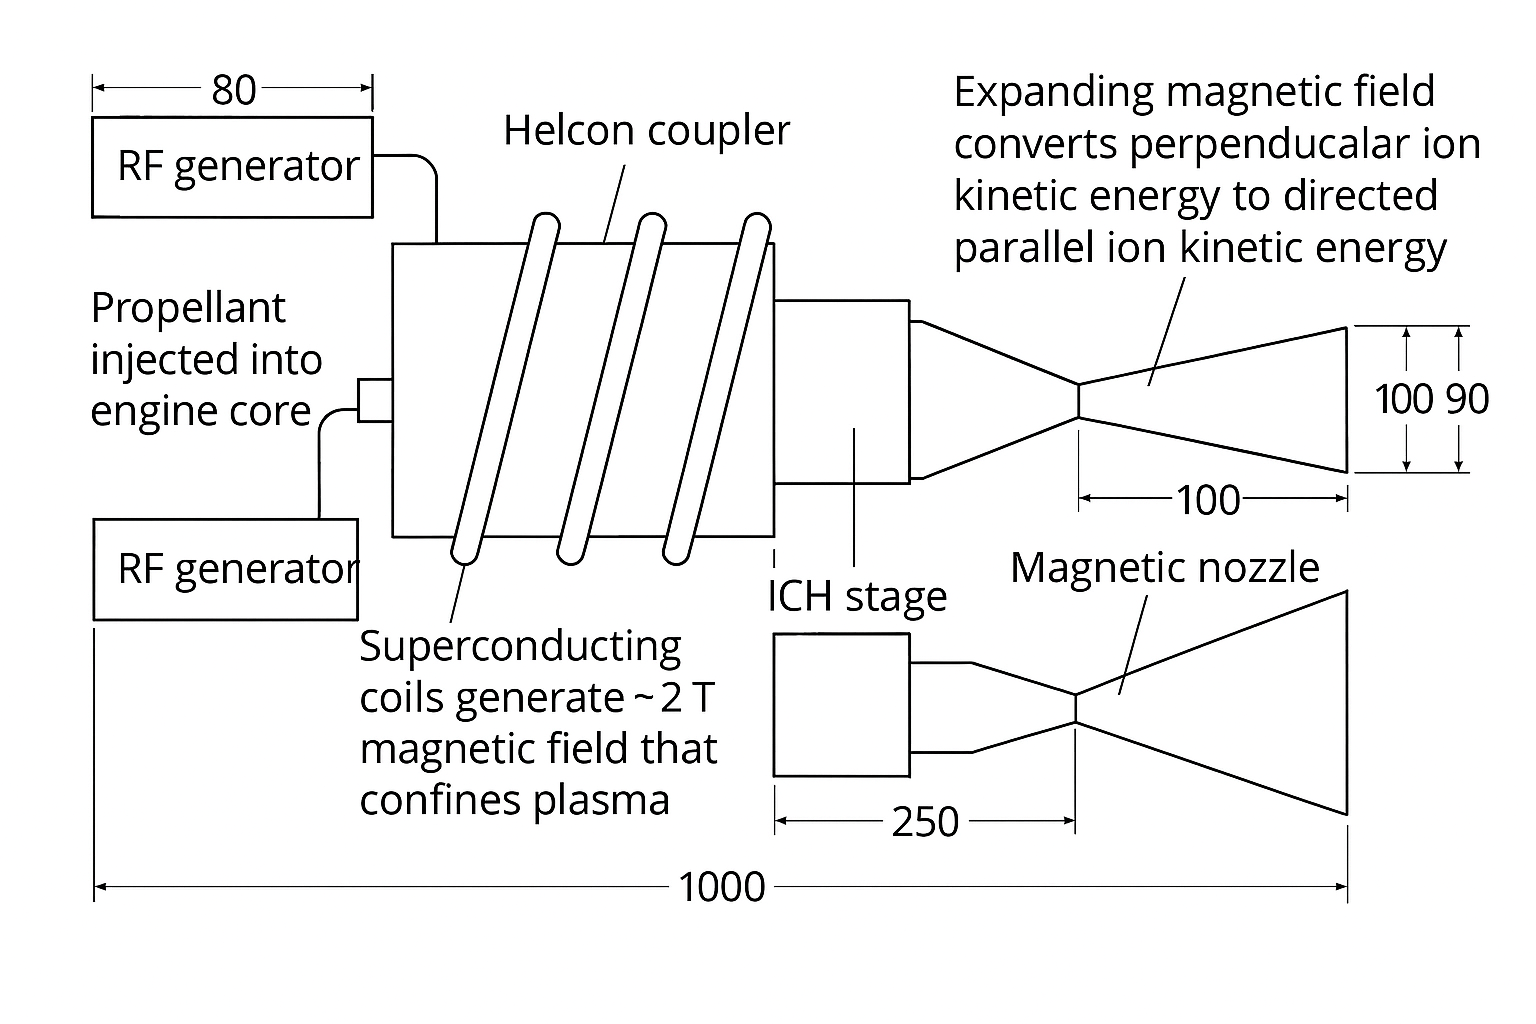 80
RF generator
Helcon coupler
Expanding magnetic field
converts perpenducalar ion
kinetic energy to directed
parallel ion kinetic energy
Propellant
injected into
engine core
100 90
100
RF generator
ICH stage
Magnetic nozzle
Superconducting
coils generate ~ 2 T
magnetic field that
confines plasma
250
1000